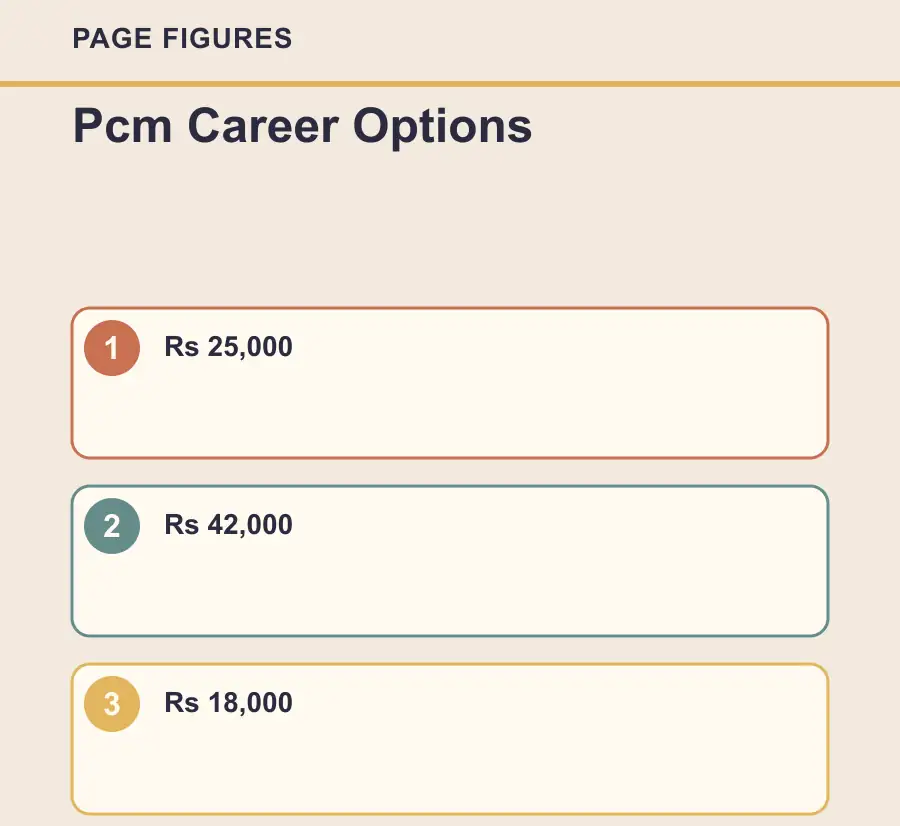 PAGE FIGURES
Pcm Career Options
1 Rs 25,000
2 Rs 42,000
3 Rs 18,000